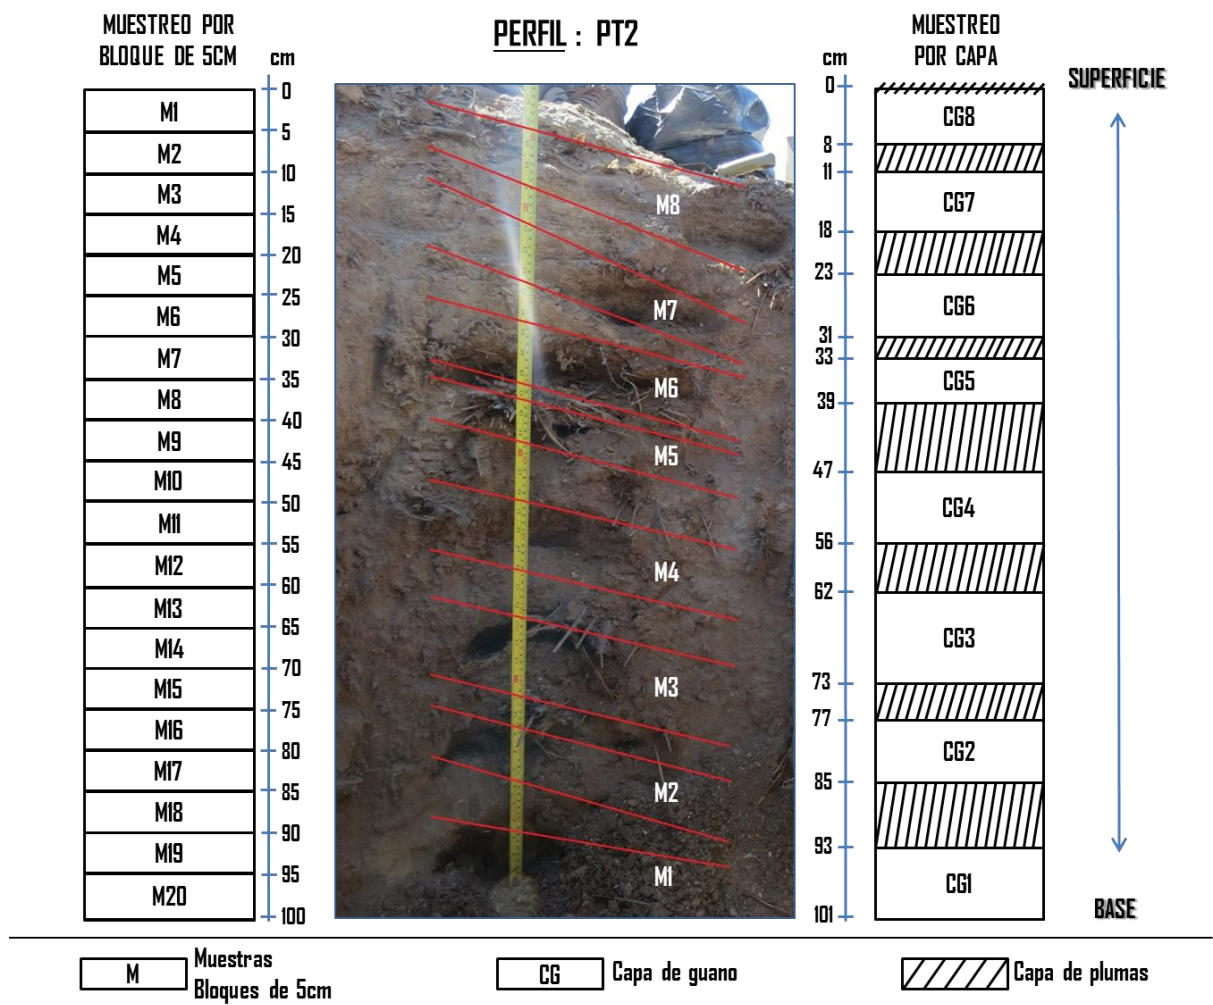 PERFIL : PT2
MUESTREO POR
BLOQUE DE 5CM
cm
0
M1
5
M2
10
M3
15
M4
20
M5
25
M6
30
M7
35
M8
40
M9
45
M10
50
M11
55
M12
60
M13
65
M14
70
M15
75
M16
80
M17
85
M18
90
M19
95
M20
100
M8
M7
M6
M5
M4
M3
M2
M1
MUESTREO
POR CAPA
cm
0
CG8
8
11
CG7
18
23
CG6
31
33
CG5
39
47
CG4
56
62
CG3
73
77
CG2
85
93
CG1
101
SUPERFICIE
BASE
M
Muestras
Bloques de 5cm
CG
Capa de guano
Capa de plumas